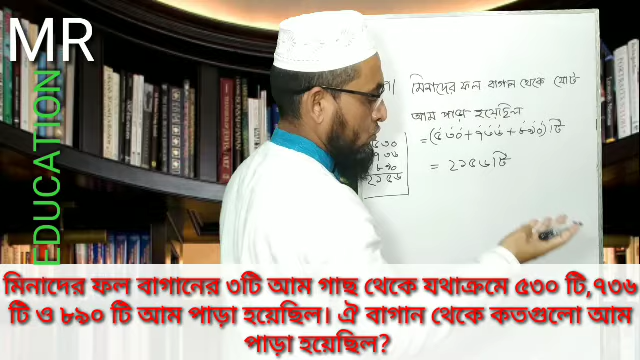 MR
EDUCATION
মিনাদের ফল বাগান থেকে মোট
আম পাড়া হয়েছিল
= (৫৩০+৭৩৬+৮৯০) টি
= ২১৫৬টি
৫৩০
৭৩৬
৮৯০
২১৫৬
মিনাদের ফল বাগানের ৩টি আম গাছ থেকে যথাক্রমে ৫৩০ টি,৭৩৬
টি ও ৮৯০ টি আম পাড়া হয়েছিল। ঐ বাগান থেকে কতগুলো আম
পাড়া হয়েছিল?